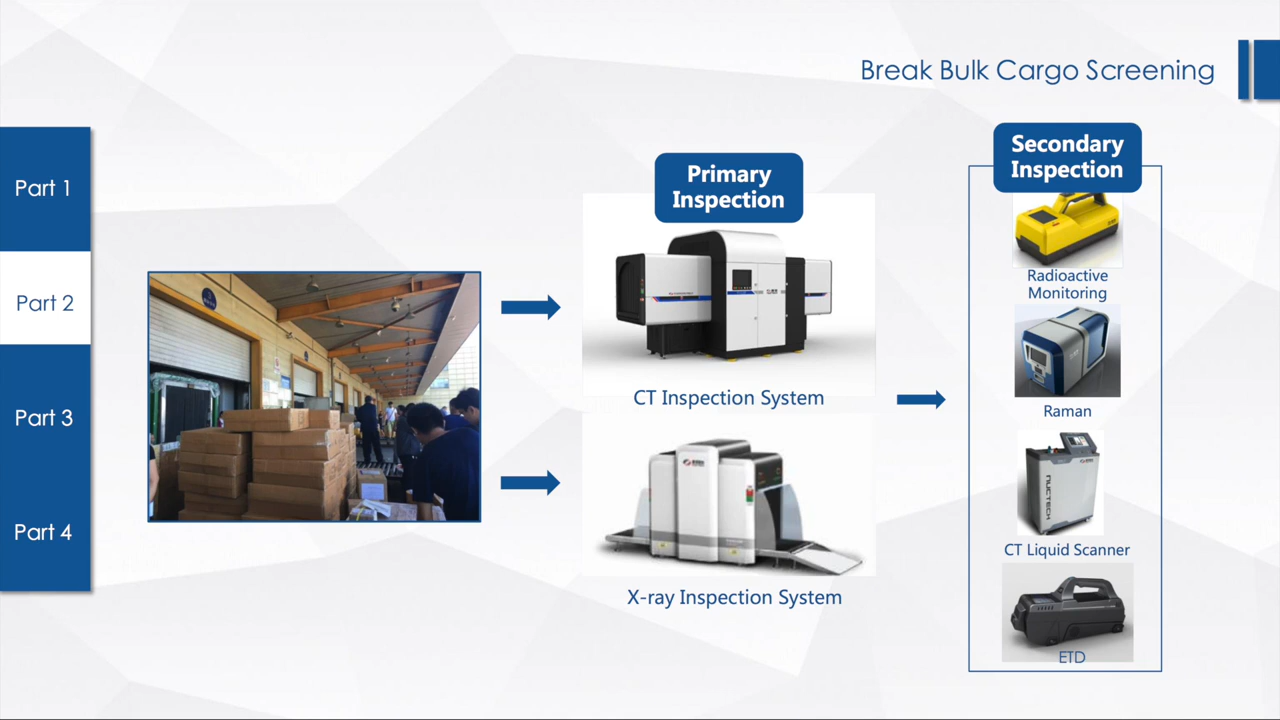 Break Bulk Cargo Screening
Part 1
Part 2
Part 3
Part 4
Primary
Inspection
CT Inspection System
X-ray Inspection System
Secondary
Inspection
Radioactive
Monitoring
Raman
NUCTECH
CT Liquid Scanner
ETD